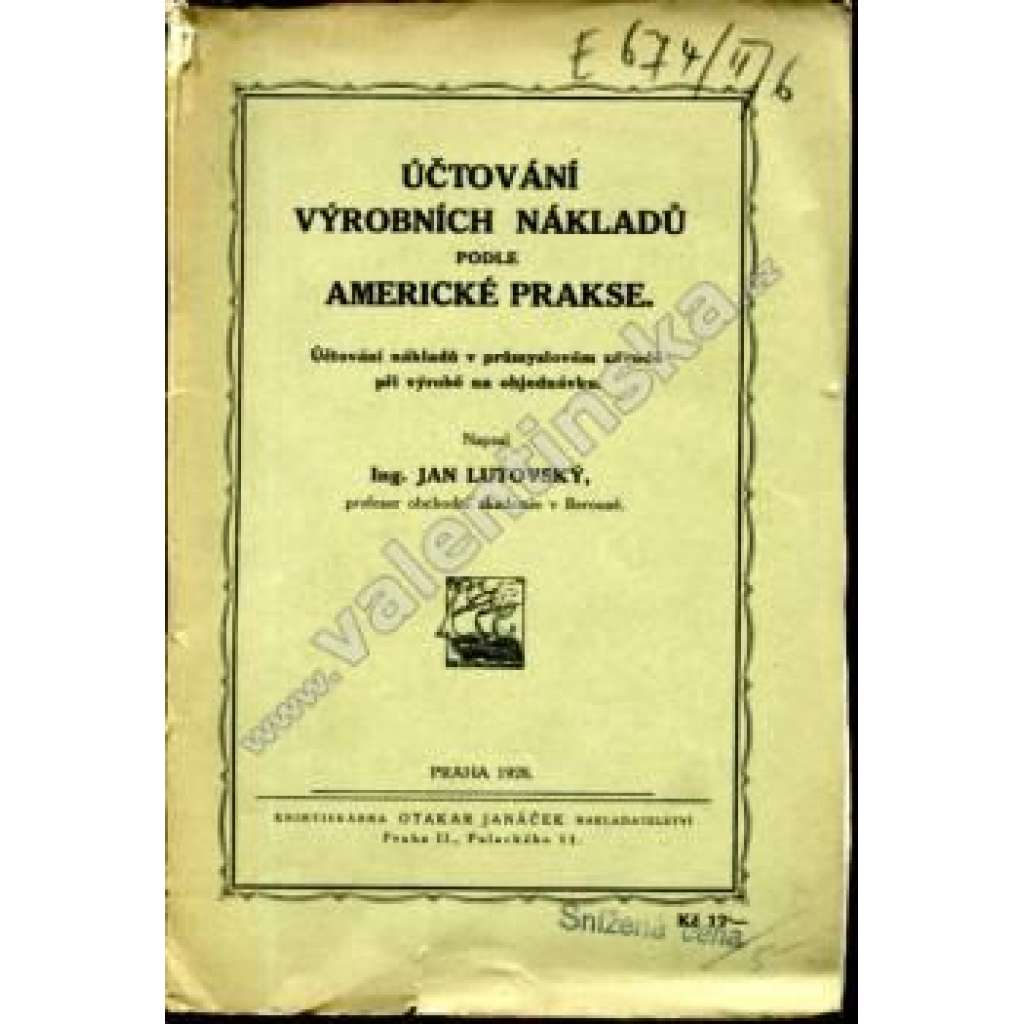 E 674/II/6
ÚČTOVÁNÍ
VÝROBNÍCH NÁKLADŮ
PODLE
AMERICKÉ PRAKSE.
Účtování nákladů v průmyslovém závodě
při výrobě na objednávku.
Napsal
Ing. JAN LUTOVSKÝ,
profesor obchodní akademie v Berouně.
PRAHA
KNIHTISKÁRNA OTAKAR JANÁČEK NAKLADATELSTVÍ
Praha II., Palackého
Kč 12·—
Snížená cena
www.valentinska.cz